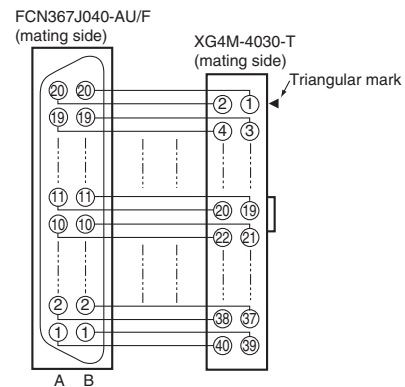 FCN367J040-AU/F
(mating side)
XG4M-4030-T
(mating side)
Triangular mark
20 20
2 1
19 19
4 3
11 11
20 19
10 10
22 21
2 2
38 37
1 1
40 39
A B